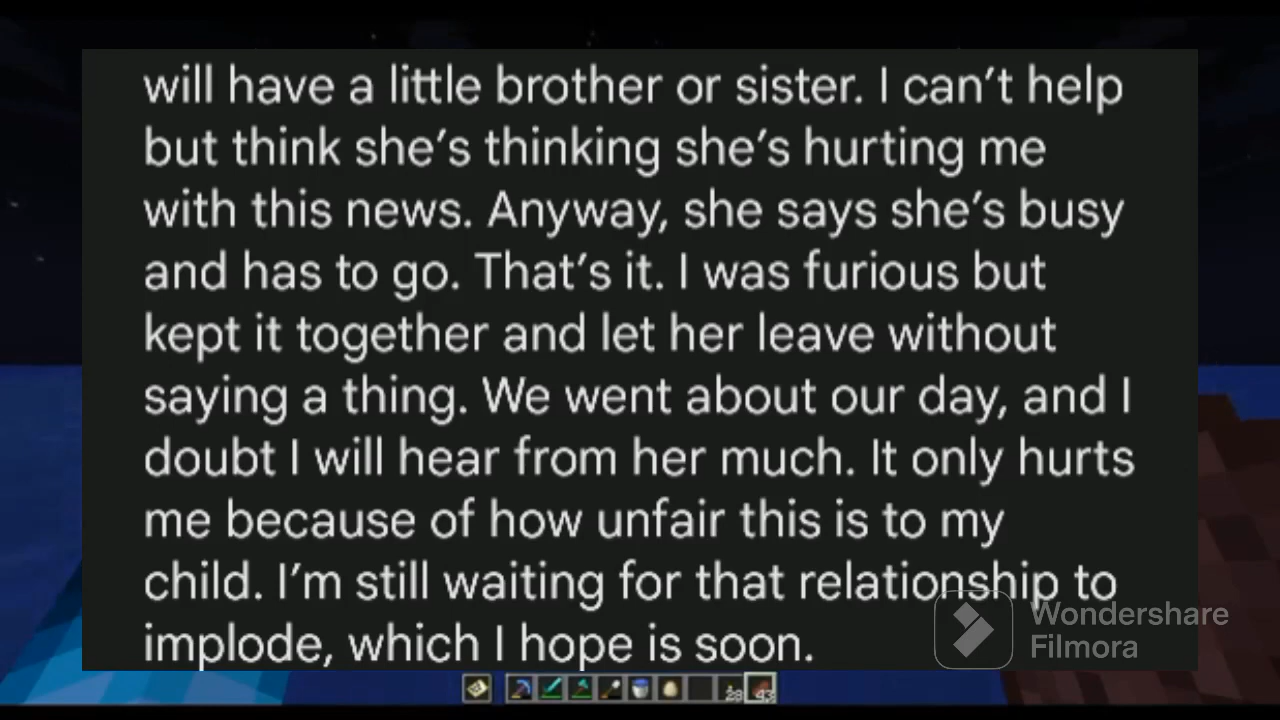 will have a little brother or sister. I can't help
but think she's thinking she's hurting me
with this news. Anyway, she says she's busy
and has to go. That's it. I was furious but
kept it together and let her leave without
saying a thing. We went about our day, and I
doubt I will hear from her much. It only hurts
me because of how unfair this is to my
child. I'm still waiting for that relationship to
implode, which I hope is soon.
Wondershare
Filmora
28
43